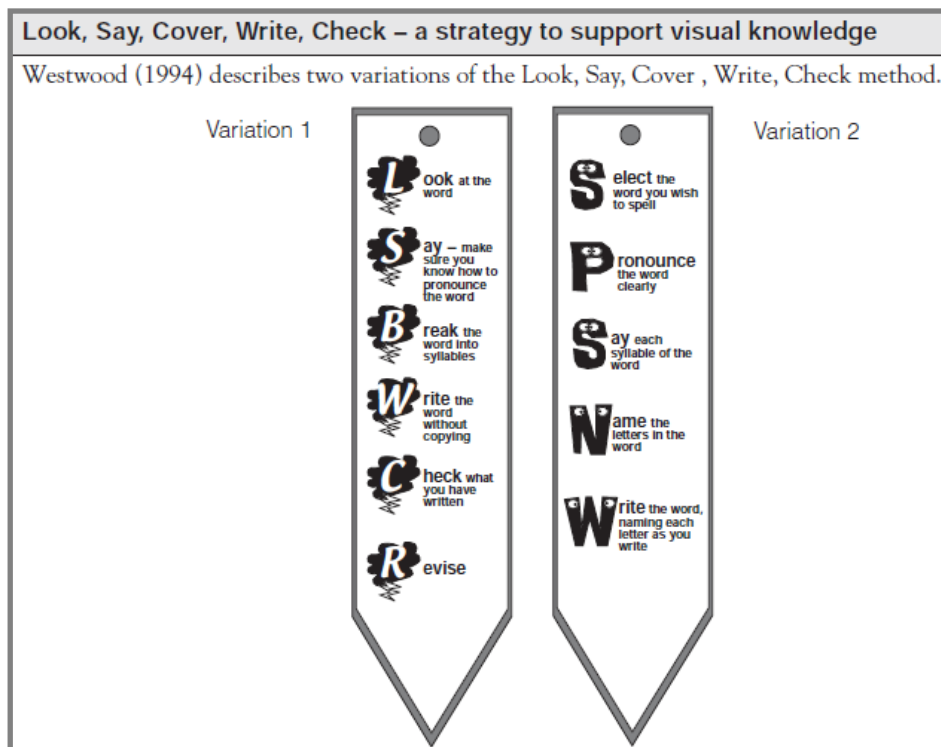 Look, Say, Cover, Write, Check – a strategy to support visual knowledge
Westwood (1994) describes two variations of the Look, Say, Cover , Write, Check method.
Variation 1
Look at the
word
Say – make
sure you
know how to
pronounce
the word
Break the
word into
syllables
Write the
word
without
copying
Check what
you have
written
Revise
Variation 2
Select the
word you wish
to spell
Pronounce
the word
clearly
Say each
syllable of the
word
Name the
letters in the
word
Write the word,
naming each
letter as you
write